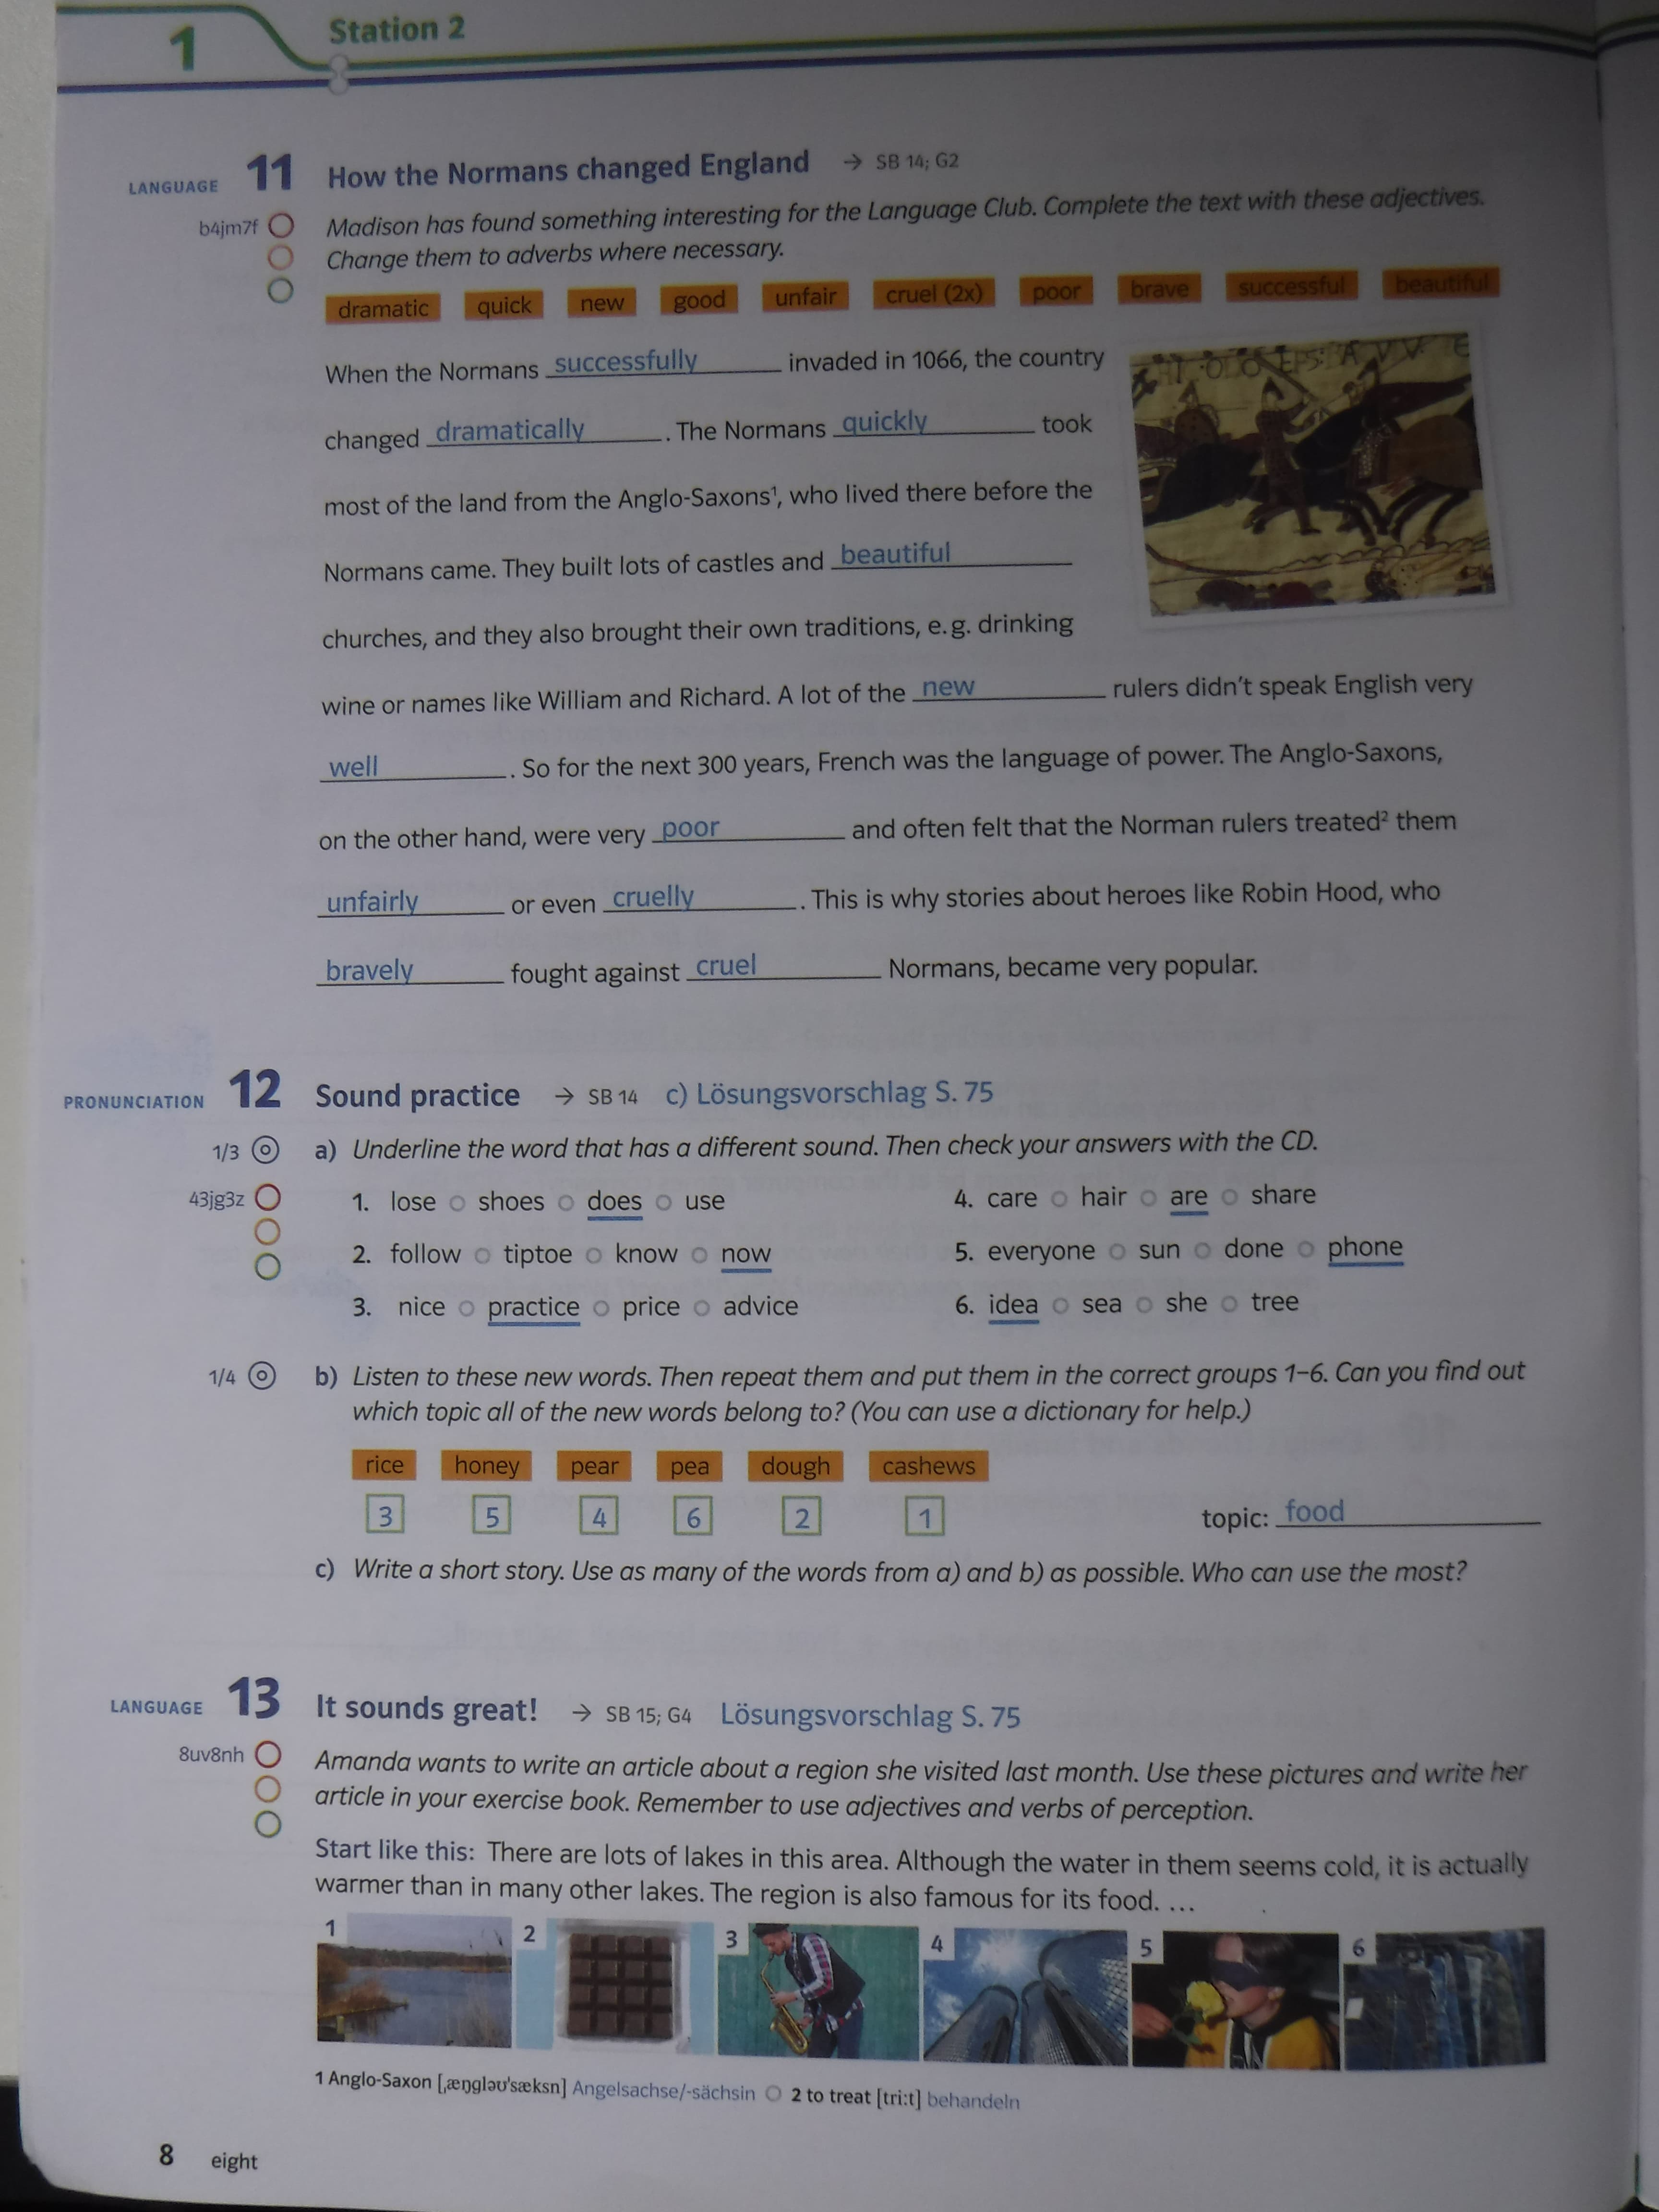 1 Station 2
LANGUAGE 11 How the Normans changed England → SB 14; G2
b4jm7f Madison has found something interesting for the Language Club. Complete the text with these adjectives.
Change them to adverbs where necessary.
dramatic quick new good unfair cruel (2x) poor brave successful beautiful
When the Normans successfully invaded in 1066, the country
changed dramatically. The Normans quickly took
most of the land from the Anglo-Saxons¹, who lived there before the
Normans came. They built lots of castles and beautiful
churches, and they also brought their own traditions, e.g. drinking
wine or names like William and Richard. A lot of the new rulers didn't speak English very
well. So for the next 300 years, French was the language of power. The Anglo-Saxons,
on the other hand, were very poor and often felt that the Norman rulers treated² them
unfairly or even cruelly. This is why stories about heroes like Robin Hood, who
bravely fought against cruel Normans, became very popular.
PRONUNCIATION 12 Sound practice → SB 14 c) Lösungsvorschlag S. 75
1/3 a) Underline the word that has a different sound. Then check your answers with the CD.
43jg3z 1. lose ○ shoes ○ does ○ use 4. care ○ hair ○ are ○ share
2. follow ○ tiptoe ○ know ○ now 5. everyone ○ sun ○ done ○ phone
3. nice ○ practice ○ price ○ advice 6. idea ○ sea ○ she ○ tree
1/4 b) Listen to these new words. Then repeat them and put them in the correct groups 1–6. Can you find out
which topic all of the new words belong to? (You can use a dictionary for help.)
rice honey pear pea dough cashews
3 5 4 6 2 1 topic: food
c) Write a short story. Use as many of the words from a) and b) as possible. Who can use the most?
LANGUAGE 13 It sounds great! → SB 15; G4 Lösungsvorschlag S. 75
8uv8nh Amanda wants to write an article about a region she visited last month. Use these pictures and write her
article in your exercise book. Remember to use adjectives and verbs of perception.
Start like this: There are lots of lakes in this area. Although the water in them seems cold, it is actually
warmer than in many other lakes. The region is also famous for its food. …
1 2 3 4 5 6
1 Anglo-Saxon [ˌæŋgləʊ'sæksn] Angelsachse/-sächsin ○ 2 to treat [tri:t] behandeln
8 eight